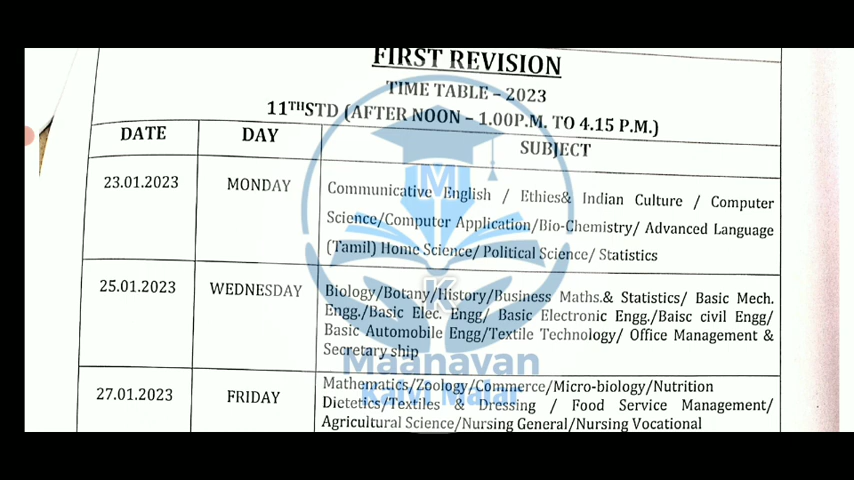 FIRST REVISION
TIME TABLE – 2023
11THSTD (AFTER NOON – 1.00P.M. TO 4.15 P.M.)
DATE DAY SUBJECT
23.01.2023 MONDAY Communicative English / Ethics& Indian Culture / Computer
Science/Computer Application/Bio-Chemistry/ Advanced Language
(Tamil) Home Science/ Political Science/ Statistics
25.01.2023 WEDNESDAY Biology/Botany/History/Business Maths.& Statistics/ Basic Mech.
Engg./Basic Elec. Engg/ Basic Electronic Engg./Baisc civil Engg/
Basic Automobile Engg/Textile Technology/ Office Management &
Secretary ship
27.01.2023 FRIDAY Mathematics/Zoology/Commerce/Micro-biology/Nutrition
Dietetics/Textiles & Dressing / Food Service Management/
Agricultural Science/Nursing General/Nursing Vocational
M
K
Maanavan
Kalvi Malar